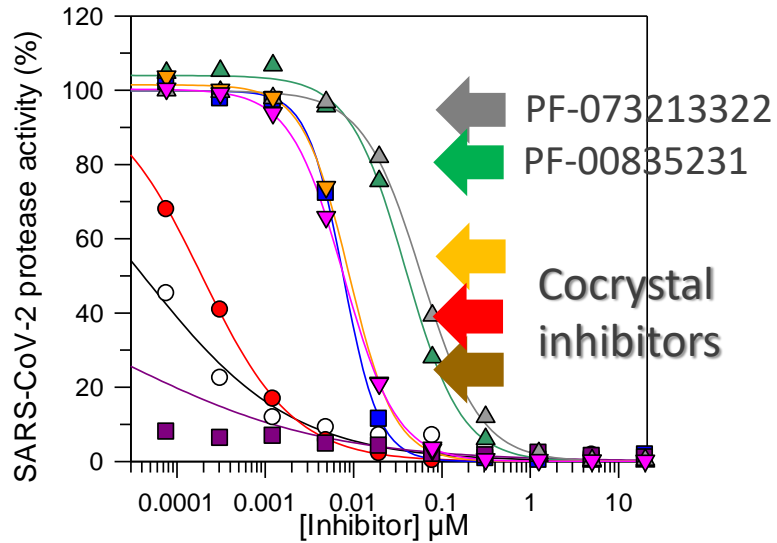 120
100
80
60
40
20
0
SARS-CoV-2 protease activity (%)
0.0001
0.001
0.01
0.1
1
10
[Inhibitor] µM
PF-073213322
PF-00835231
Cocrystal
inhibitors